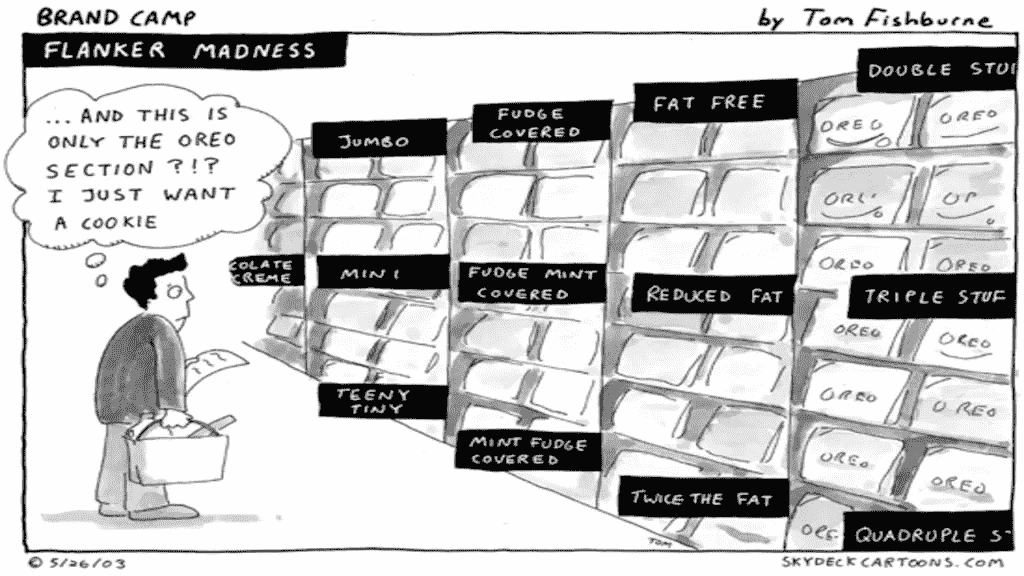 BRAND CAMP
by Tom Fishburne
FLANKER MADNESS
...AND THIS IS
ONLY THE OREO
SECTION ?!?
I JUST WANT
A COOKIE
COLATE
CREME
JUMBO
MINI
TEENY
TINY
FUDGE
COVERED
FUDGE MINT
COVERED
MINT FUDGE
COVERED
FAT FREE
REDUCED FAT
TWICE THE FAT
DOUBLE STU
OREO
OREO
OREO
OREO
TRIPLE STUF
OREO
OREO
OREO
OREO
OREO
OREO
QUADRUPLE S
TOM
© 5/26/03
SKYDECKCARTOONS.COM